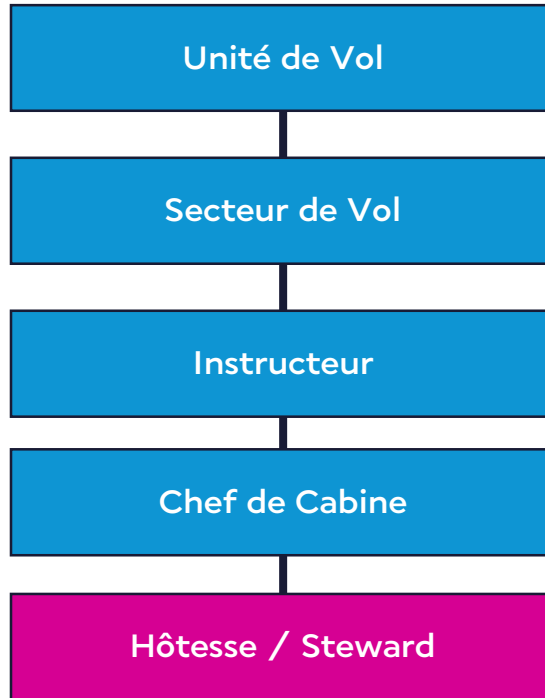 Unité de Vol
Secteur de Vol
Instructeur
Chef de Cabine
Hôtesse / Steward